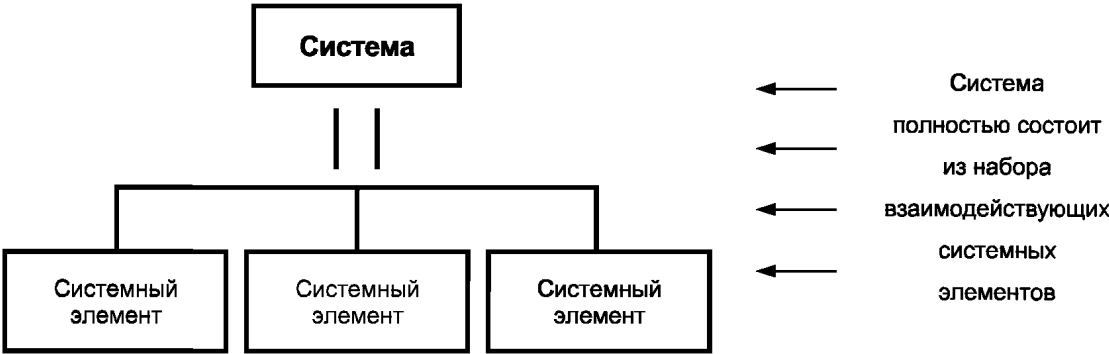 Система
Системный
элемент
Системный
элемент
Системный
элемент
Система
полностью состоит
из набора
взаимодействующих
системных
элементов